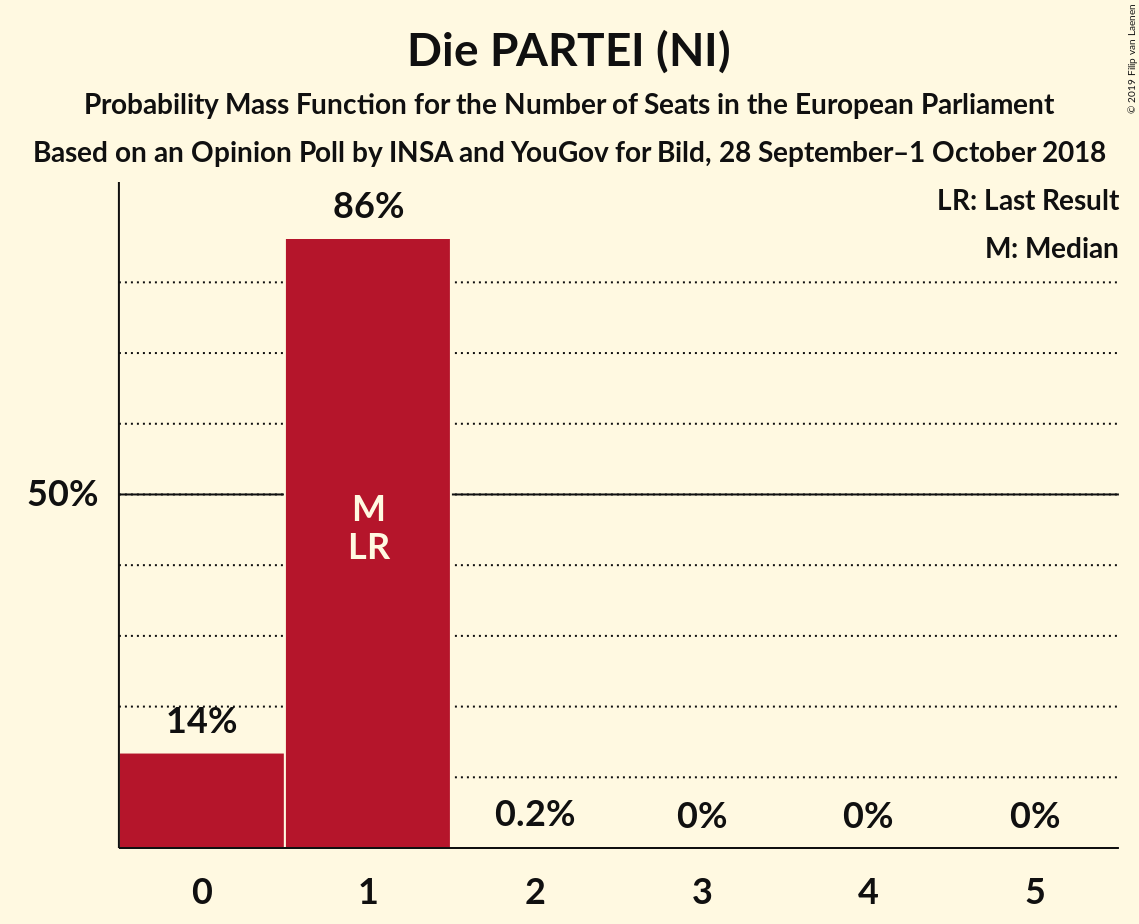 Die PARTEI (NI)
Probability Mass Function for the Number of Seats in the European Parliament
Based on an Opinion Poll by INSA and YouGov for Bild, 28 September–1 October 2018
© 2019 Filip van Laenen
LR: Last Result
M: Median
86%
50%
M
LR
14%
0.2%
0%
0%
0%
0
1
2
3
4
5